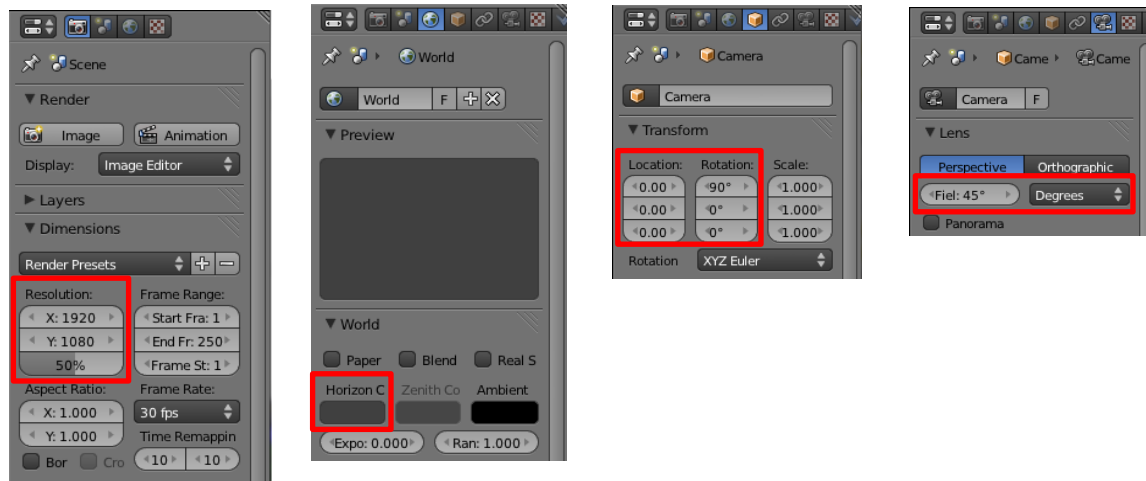 Scene
Render
Image
Animation
Display:
Image Editor
Layers
Dimensions
Render Presets
Resolution:
Frame Range:
X: 1920
Start Fra: 1
Y: 1080
End Fr: 250
50%
Frame St: 1
Aspect Ratio:
Frame Rate:
X: 1.000
30 fps
Y: 1.000
Time Remappin
Bor
Cro
10
10
World
World
F
Preview
World
Paper
Blend
Real S
Horizon C
Zenith Co
Ambient
Expo: 0.000
Ran: 1.000
Camera
Camera
Transform
Location:
Rotation:
Scale:
0.00
90°
1.000
0.00
0°
1.000
0.00
0°
1.000
Rotation
XYZ Euler
Came
Came
Camera
F
Lens
Perspective
Orthographic
Fiel: 45°
Degrees
Panorama